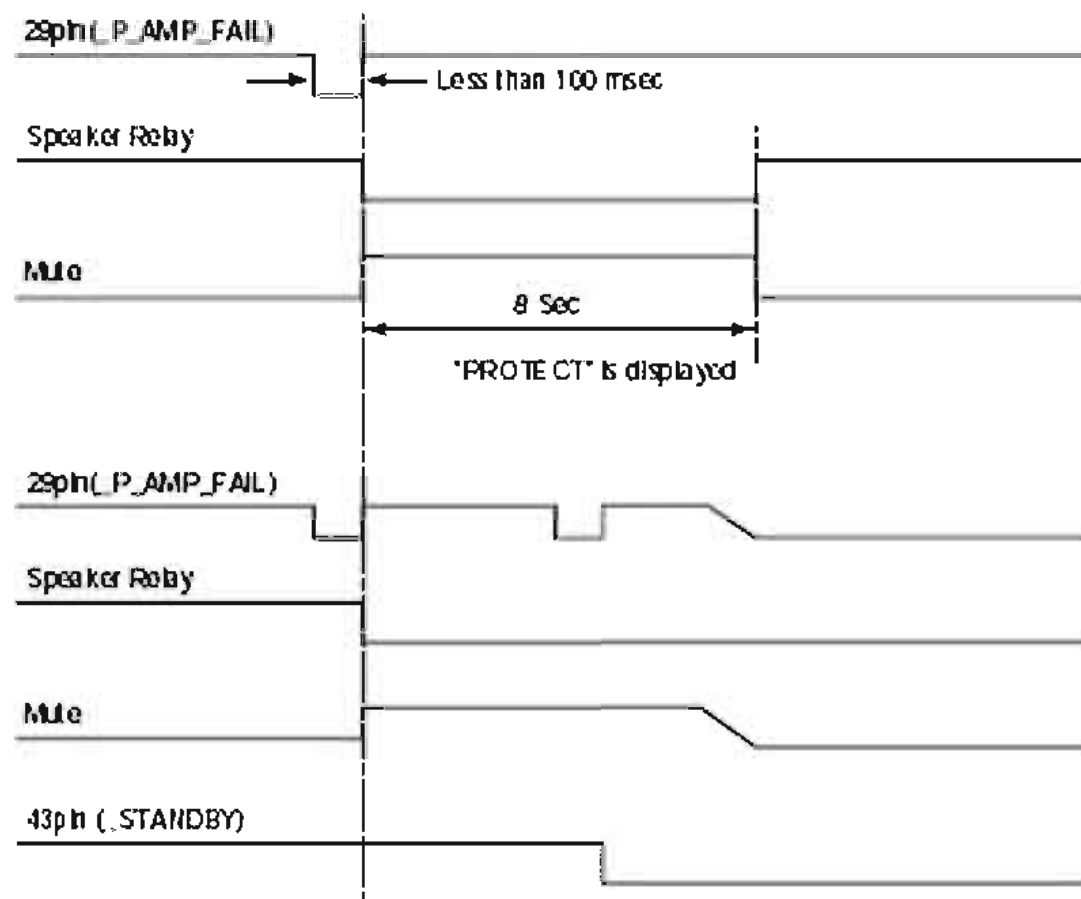 29pin(_P_AMP_FAIL)
Less than 100 msec
Speaker Relay
Mute
8 Sec
"PROTECT" is displayed
29pin(_P_AMP_FAIL)
Speaker Relay
Mute
43pin (_STANDBY)